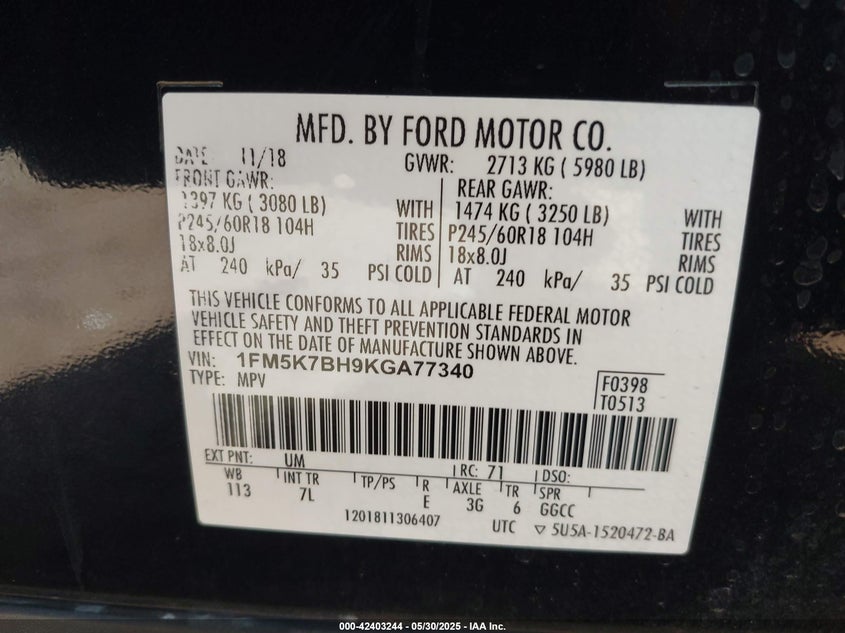 MFD. BY FORD MOTOR CO.
DATE 11/18 GVWR: 2713 KG ( 5980 LB)
FRONT GAWR: REAR GAWR:
1397 KG ( 3080 LB) WITH 1474 KG ( 3250 LB) WITH
P245/60R18 104H TIRES P245/60R18 104H TIRES
18x8.0J RIMS 18x8.0J RIMS
AT 240 kPa/ 35 PSI COLD AT 240 kPa/ 35 PSI COLD
THIS VEHICLE CONFORMS TO ALL APPLICABLE FEDERAL MOTOR
VEHICLE SAFETY AND THEFT PREVENTION STANDARDS IN
EFFECT ON THE DATE OF MANUFACTURE SHOWN ABOVE.
VIN: 1FM5K7BH9KGA77340
TYPE: MPV F0398
T0513
EXT PNT: UM RC: 71 DSO:
WB INT TR TP/PS R AXLE TR SPR
113 7L E 3G 6 GGCC
1201811306407 UTC ▽ 5U5A-1520472-BA
000-42403244 - 05/30/2025 - IAA Inc.